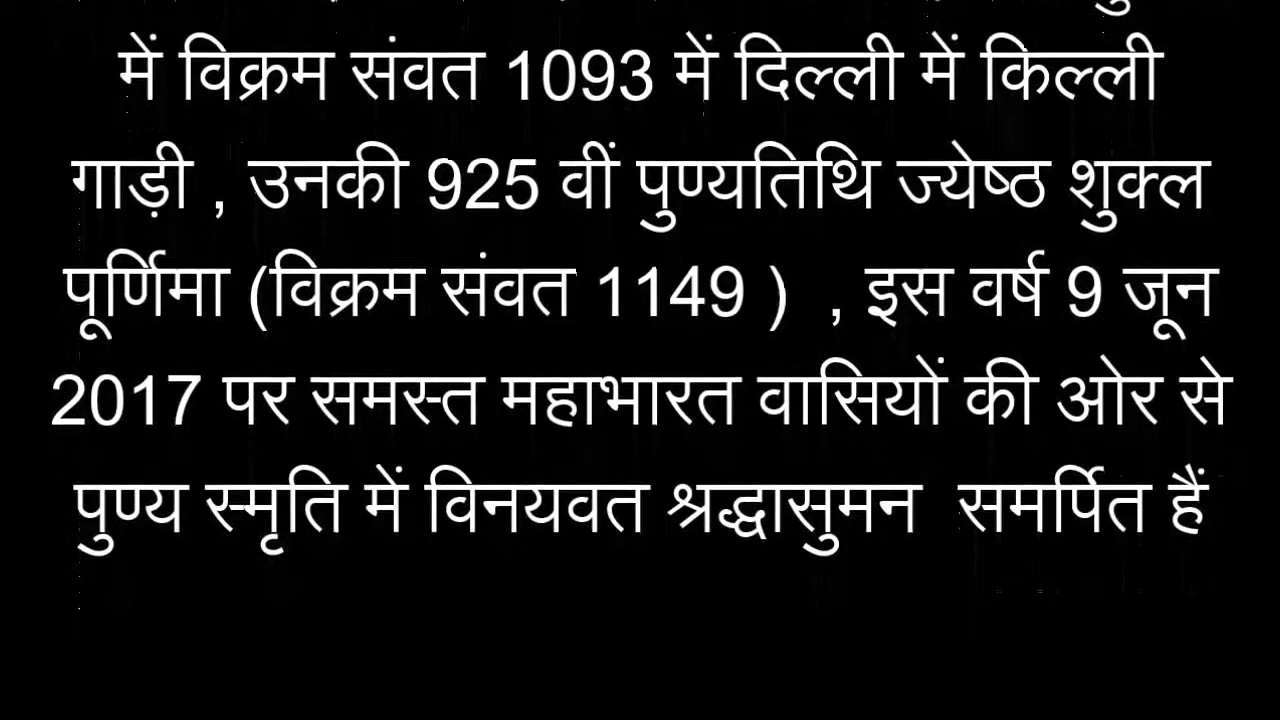 में विक्रम संवत 1093 में दिल्ली में किल्ली
गाड़ी , उनकी 925 वीं पुण्यतिथि ज्येष्ठ शुक्ल
पूर्णिमा (विक्रम संवत 1149 ) , इस वर्ष 9 जून
2017 पर समस्त महाभारत वासियों की ओर से
पुण्य स्मृति में विनयवत श्रद्धासुमन समर्पित हैं